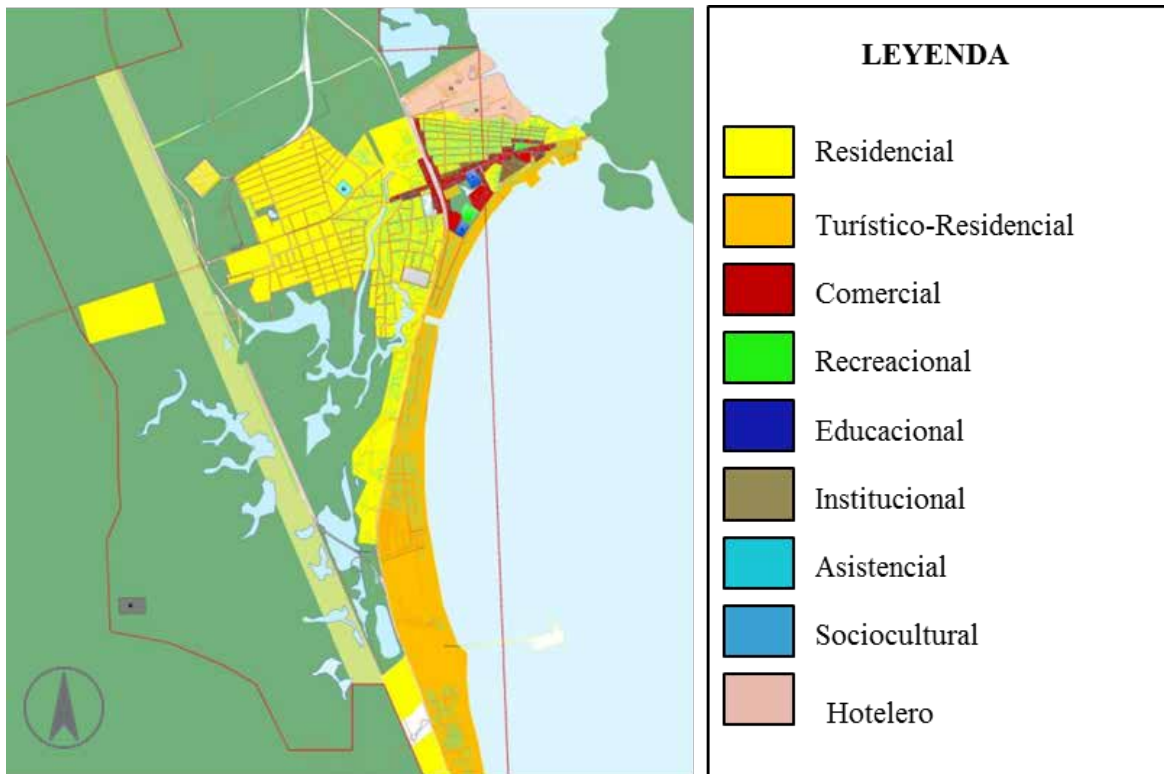 LEYENDA
Residencial
Turístico-Residencial
Comercial
Recreacional
Educacional
Institucional
Asistencial
Sociocultural
Hotelero